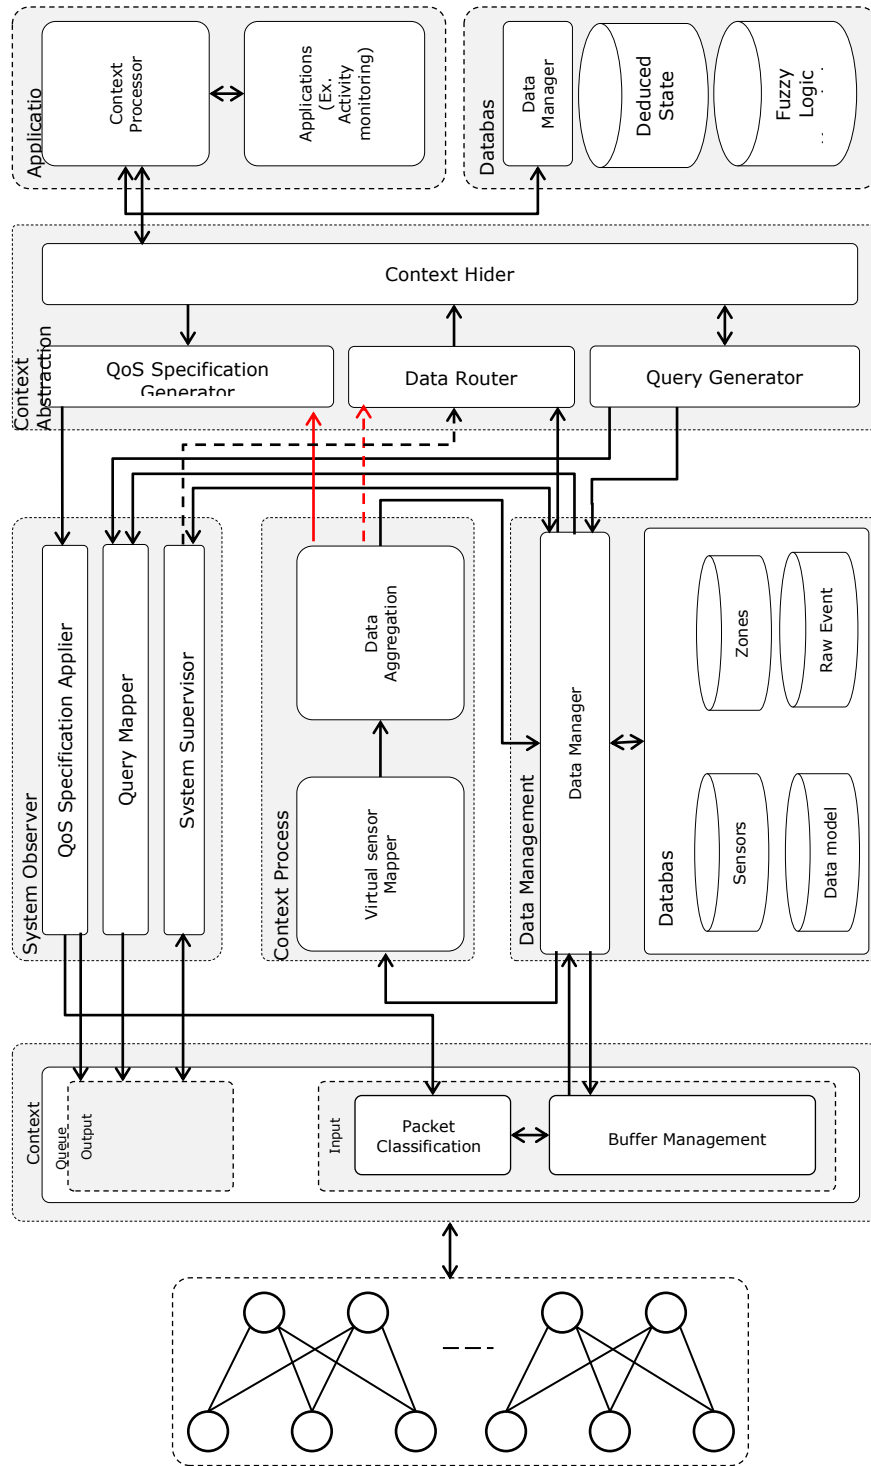 Applicatio
Context
Processor
Applications
(Ex.
Activity
monitoring)
Databas
Data
Manager
Deduced
State
Fuzzy
Logic
Context
Abstraction
Context Hider
QoS Specification
Generator
Data Router
Query Generator
System Observer
QoS Specification Applier
Query Mapper
System Supervisor
Context Process
Data
Aggregation
Virtual sensor
Mapper
Data Management
Data Manager
Databas
Zones
Raw Event
Sensors
Data model
Context
Queue
Output
Input
Packet
Classification
Buffer Management